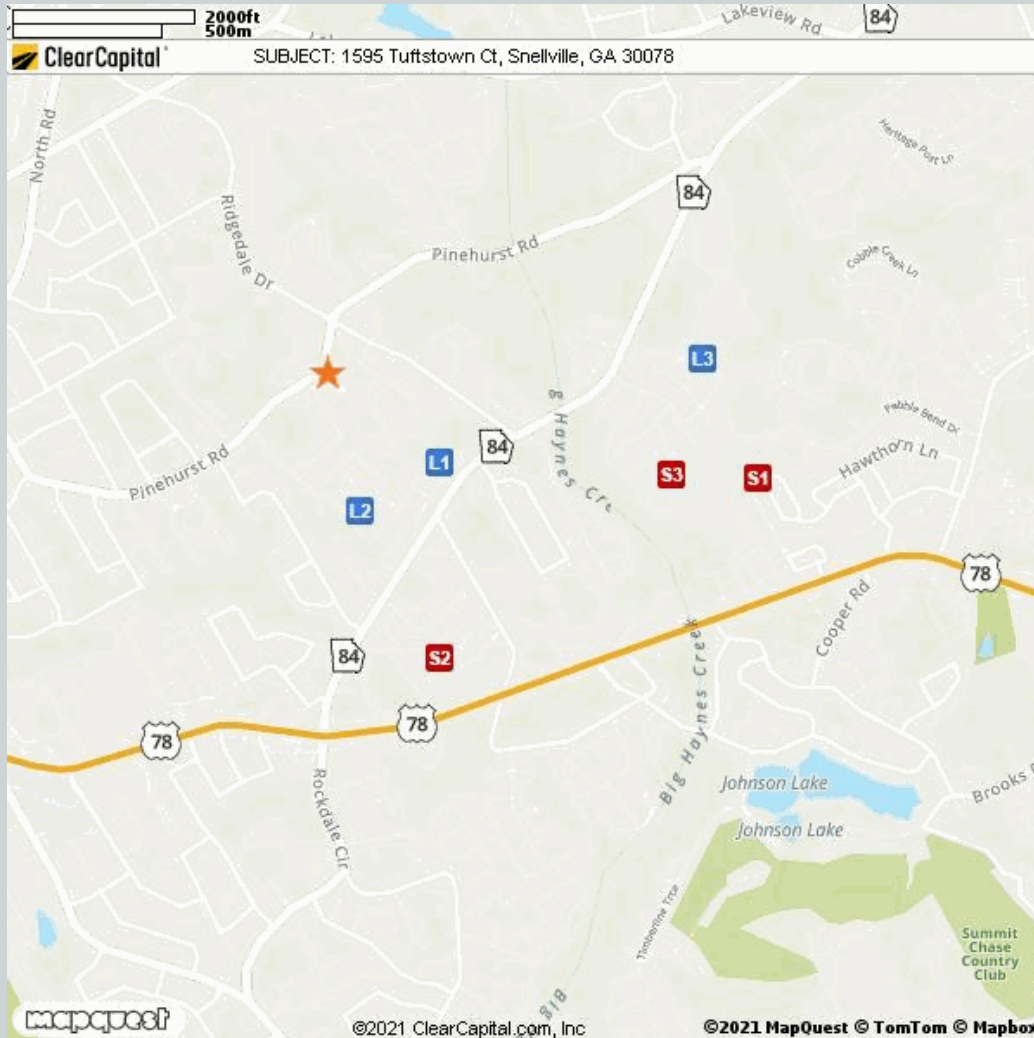 2000ft
500m
Lakeview Rd
84
ClearCapital
SUBJECT: 1595 Tuftstown Ct, Snellville, GA 30078
North Rd
Heritage Post Ln
84
Ridgedale Dr
Pinehurst Rd
Cobble Creek Ln
L3
Pebble Bend Dr
g Haynes Cre
84
Hawthorn Ln
Pinehurst Rd
L1
S3
S1
L2
78
Cooper Rd
84
S2
Big Haynes Creek
78
78
Rockdale Cir
Johnson Lake
Brooks
Johnson Lake
Timberline Trce
Summit
Chase
Country
Club
Big
mapquest
©2021 ClearCapital.com, Inc
©2021 MapQuest © TomTom © Mapbox